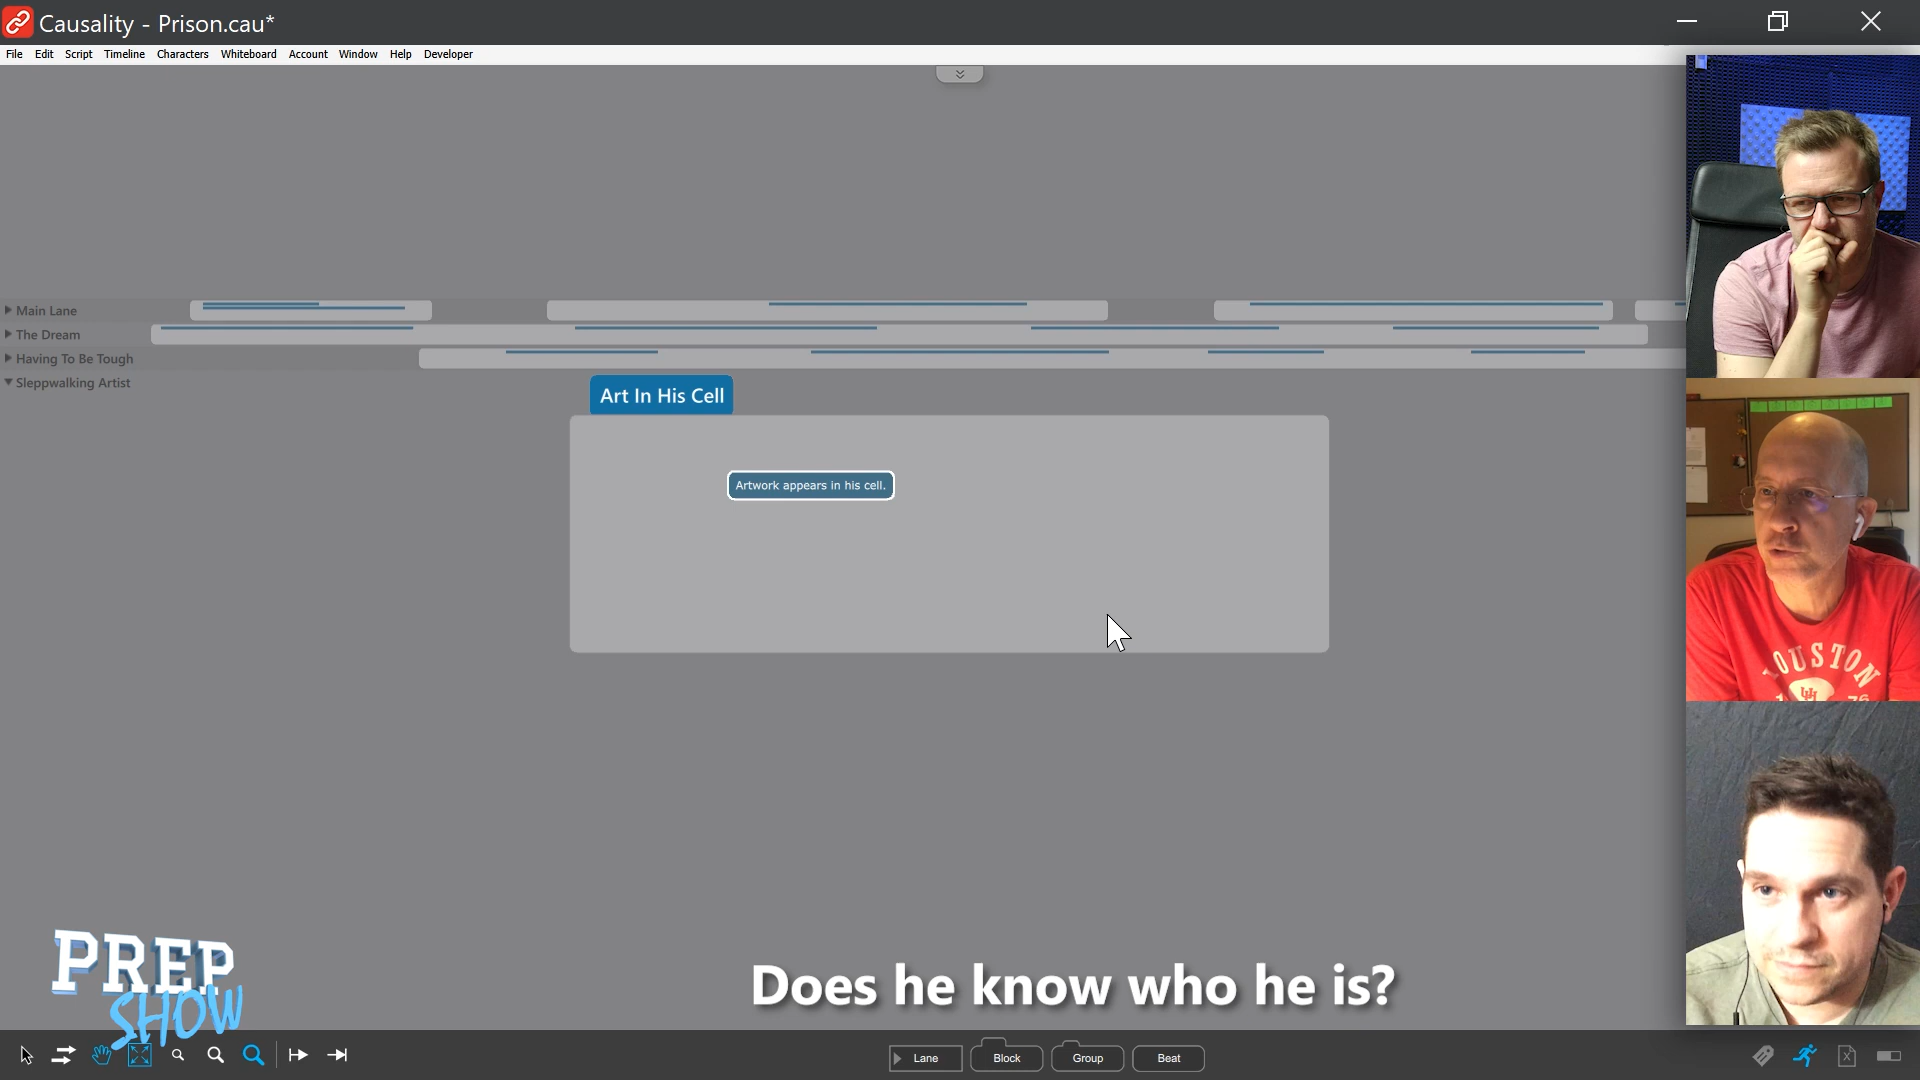 Causality - Prison.cau*
File Edit Script Timeline Characters Whiteboard Account Window Help Developer
Main Lane
The Dream
Having To Be Tough
Sleppwalking Artist
Art In His Cell
Artwork appears in his cell.
HOUSTON
UH
PREP
SHOW
Does he know who he is?
Lane
Block
Group
Beat